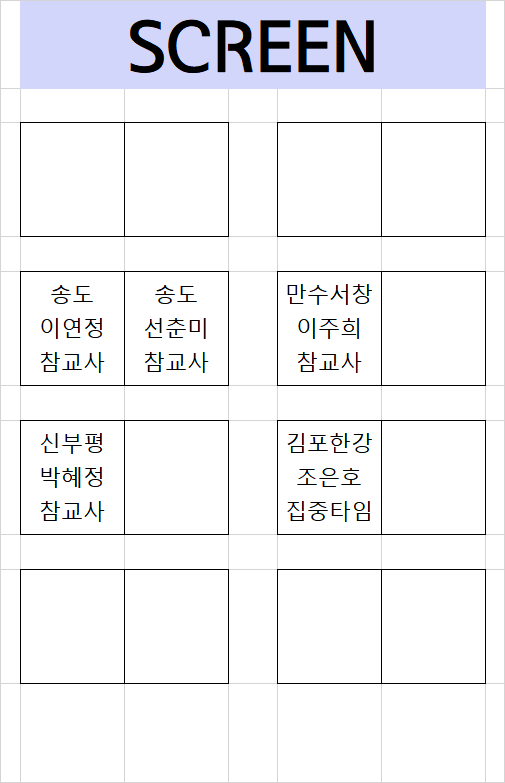 SCREEN
송도
이연정
참교사
송도
선춘미
참교사
만수서창
이주희
참교사
신부평
박혜정
참교사
김포한강
조은호
집중타임